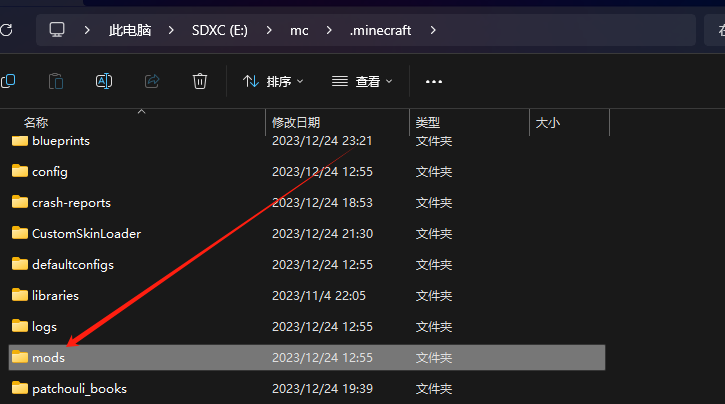 此电脑 > SDXC (E:) > mc > .minecraft >
排序 查看
名称 修改日期 类型 大小
blueprints 2023/12/24 23:21 文件夹
config 2023/12/24 12:55 文件夹
crash-reports 2023/12/24 18:53 文件夹
CustomSkinLoader 2023/12/24 21:30 文件夹
defaultconfigs 2023/12/24 12:55 文件夹
libraries 2023/11/4 22:05 文件夹
logs 2023/12/24 12:55 文件夹
mods 2023/12/24 12:55 文件夹
patchouli_books 2023/12/24 19:39 文件夹